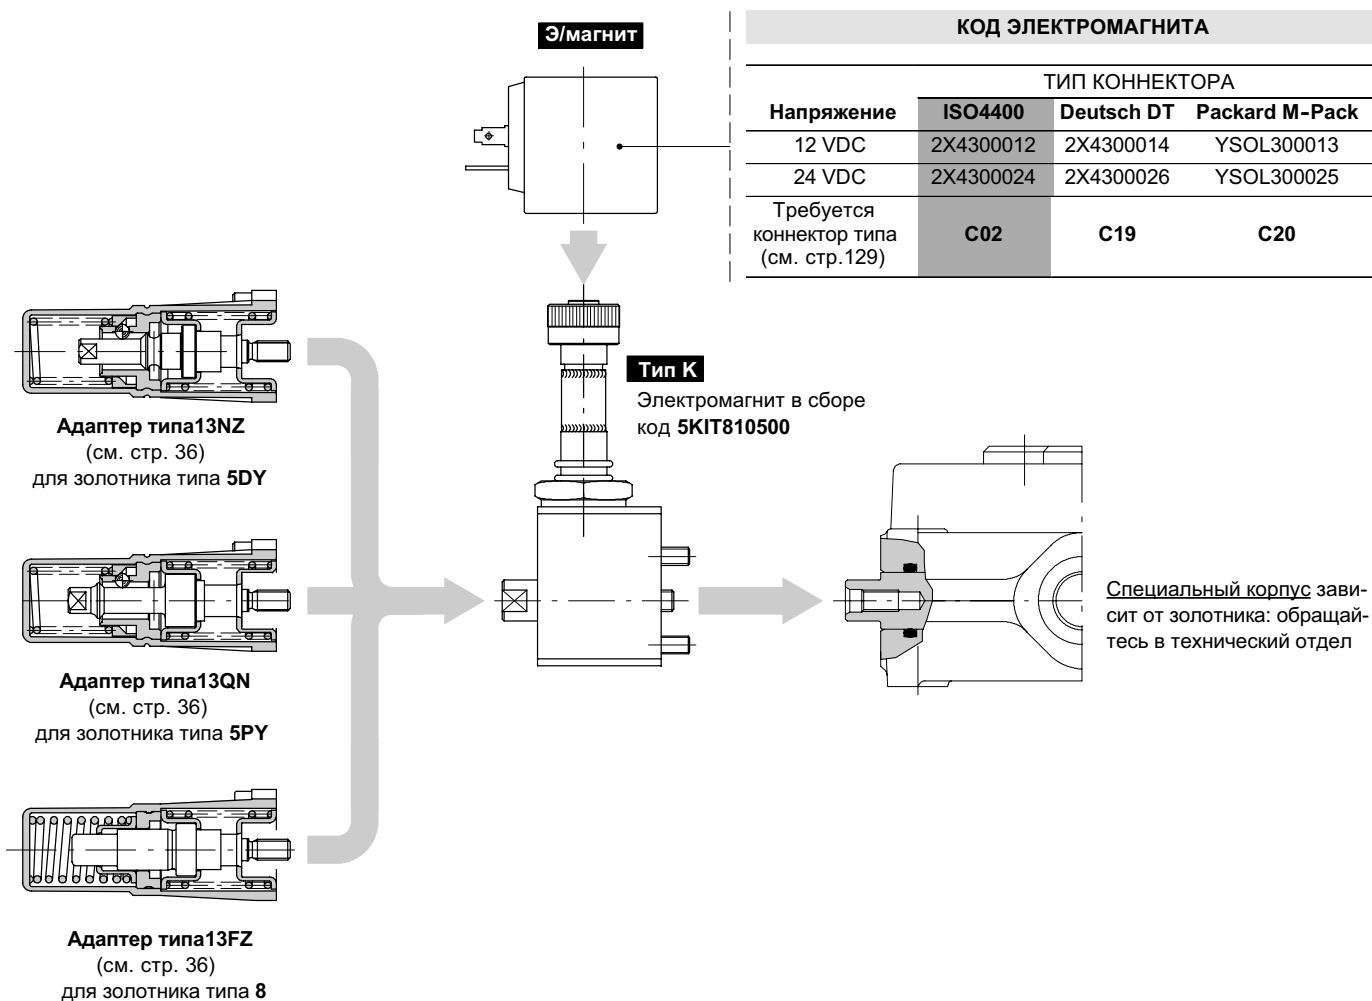 Э/магнит
КОД ЭЛЕКТРОМАГНИТА
ТИП КОННЕКТОРА
Напряжение ISO4400 Deutsch DT Packard M-Pack
12 VDC 2X4300012 2X4300014 YSOL300013
24 VDC 2X4300024 2X4300026 YSOL300025
Требуется
коннектор типа
(см. стр.129)
C02 C19 C20
Тип K
Электромагнит в сборе
код 5KIT810500
Адаптер типа13NZ
(см. стр. 36)
для золотника типа 5DY
Адаптер типа13QN
(см. стр. 36)
для золотника типа 5PY
Специальный корпус зави-
сит от золотника: обращай-
тесь в технический отдел
Адаптер типа13FZ
(см. стр. 36)
для золотника типа 8